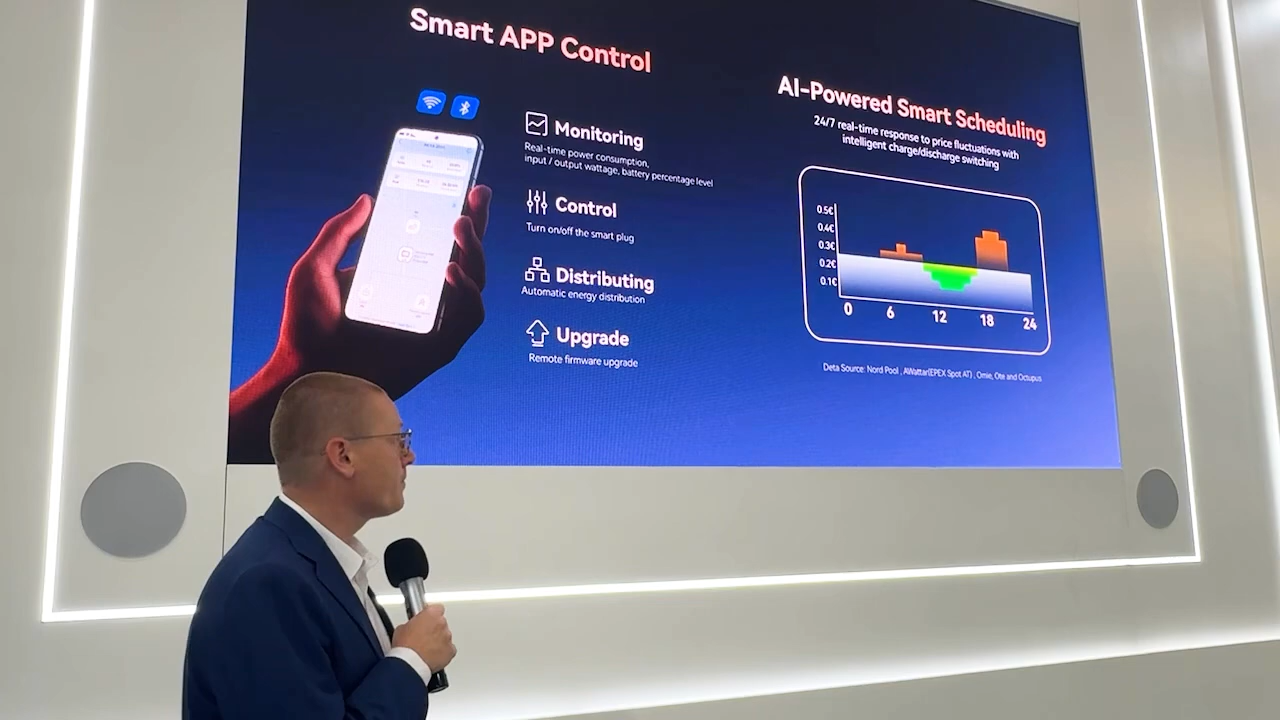 Smart APP Control
Monitoring
Real-time power consumption,
input / output wattage, battery percentage level
Control
Turn on/off the smart plug
Distributing
Automatic energy distribution
Upgrade
Remote firmware upgrade
AI-Powered Smart Scheduling
24/7 real-time response to price fluctuations with
intelligent charge/discharge switching
0.5€
0.4€
0.3€
0.2€
0.1€
0 6 12 18 24
Deta Source: Nord Pool , AWattar(EPEX Spot AT) , Omie, Ote and Octupus